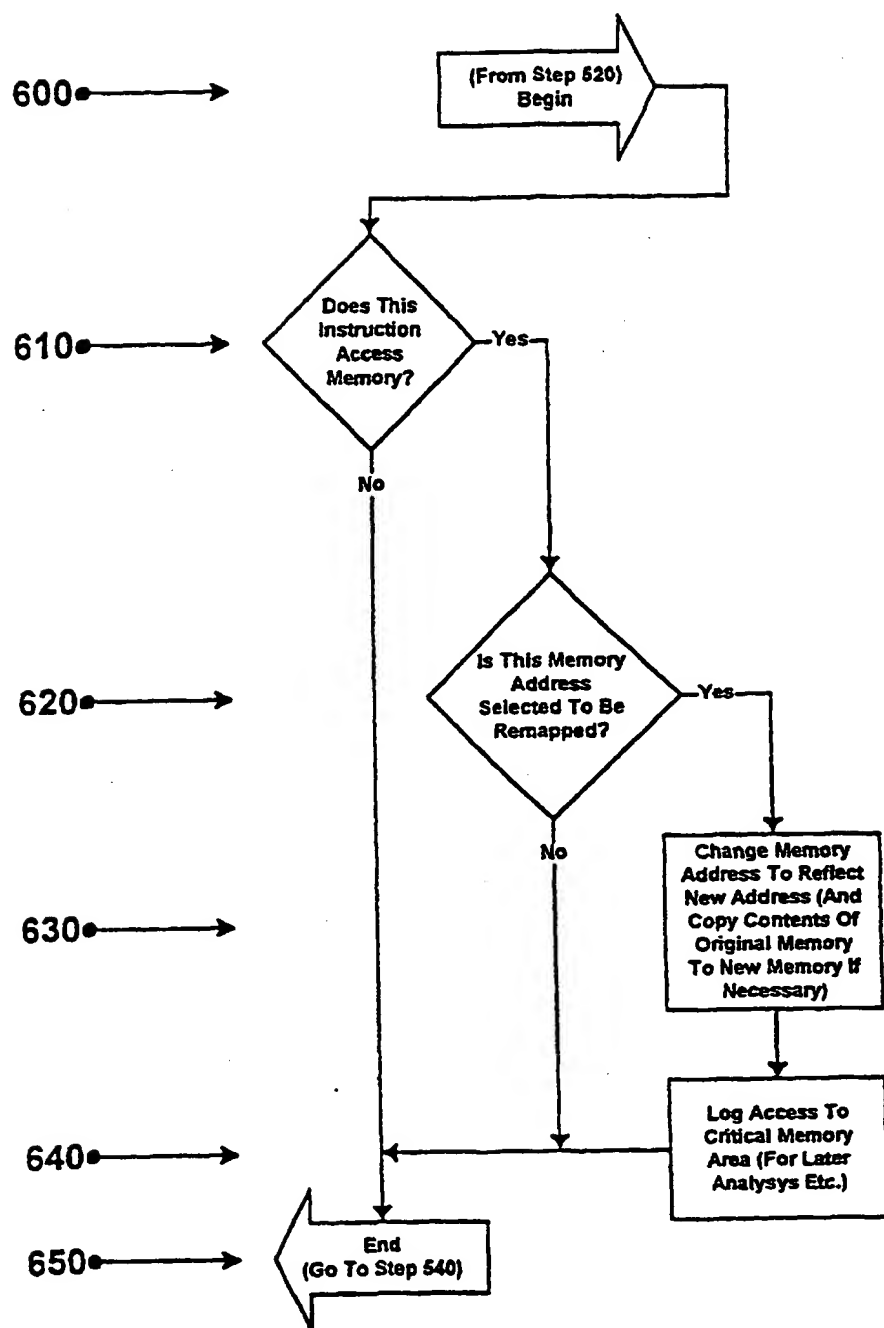 600
(From Step 520)
Begin
610
Does This
Instruction
Access
Memory?
Yes
No
620
Is This Memory
Address
Selected To Be
Remapped?
Yes
No
630
Change Memory
Address To Reflect
New Address (And
Copy Contents Of
Original Memory
To New Memory If
Necessary)
640
Log Access To
Critical Memory
Area (For Later
Analysys Etc.)
650
End
(Go To Step 540)